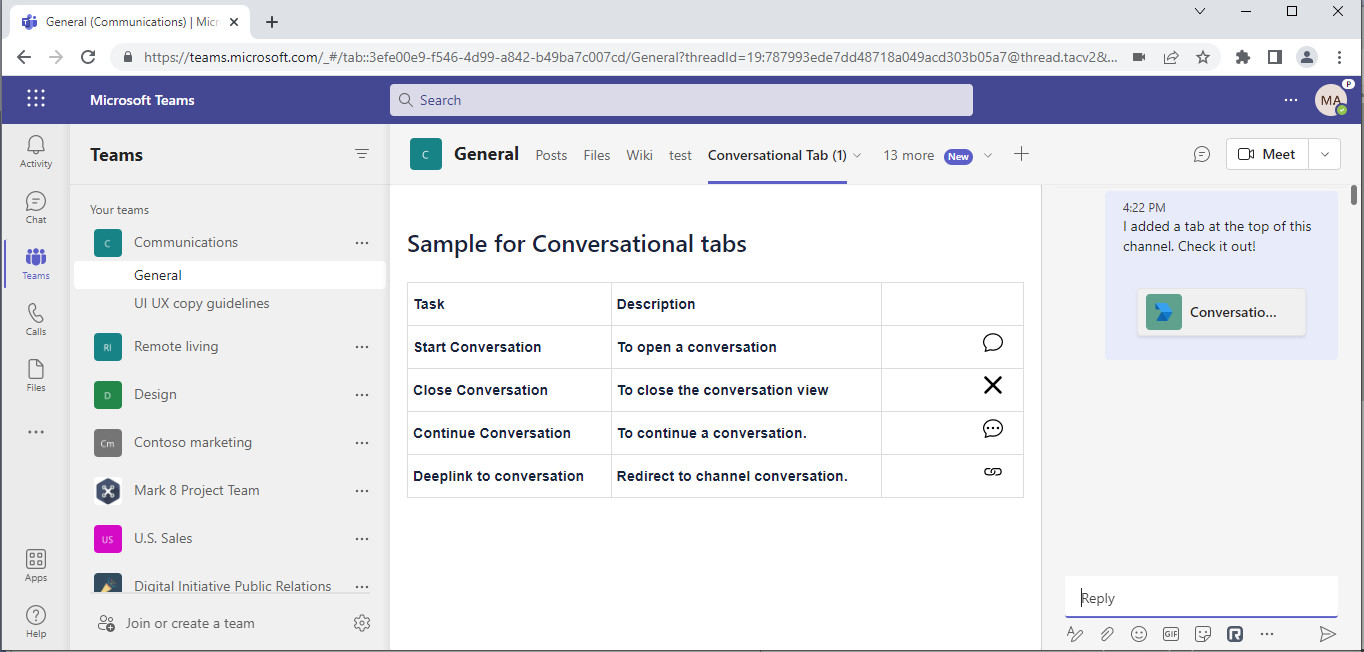 General (Communications) | Micr
https://teams.microsoft.com/_#/tab::3efe00e9-f546-4d99-a842-b49ba7c007cd/General?threadId=19:787993ede7dd48718a049acd303b05a7@thread.tacv2&...
Microsoft Teams
Search
P
MA
Activity
Chat
Teams
Calls
Files
Apps
Help
Teams
Your teams
C Communications
General
UI UX copy guidelines
RI Remote living
D Design
Cm Contoso marketing
Mark 8 Project Team
US U.S. Sales
Digital Initiative Public Relations
Join or create a team
C General Posts Files Wiki test Conversational Tab (1) 13 more New
Meet
Sample for Conversational tabs
Task Description
Start Conversation To open a conversation
Close Conversation To close the conversation view
Continue Conversation To continue a conversation.
Deeplink to conversation Redirect to channel conversation.
4:22 PM
I added a tab at the top of this
channel. Check it out!
Conversatio...
Reply
GIF